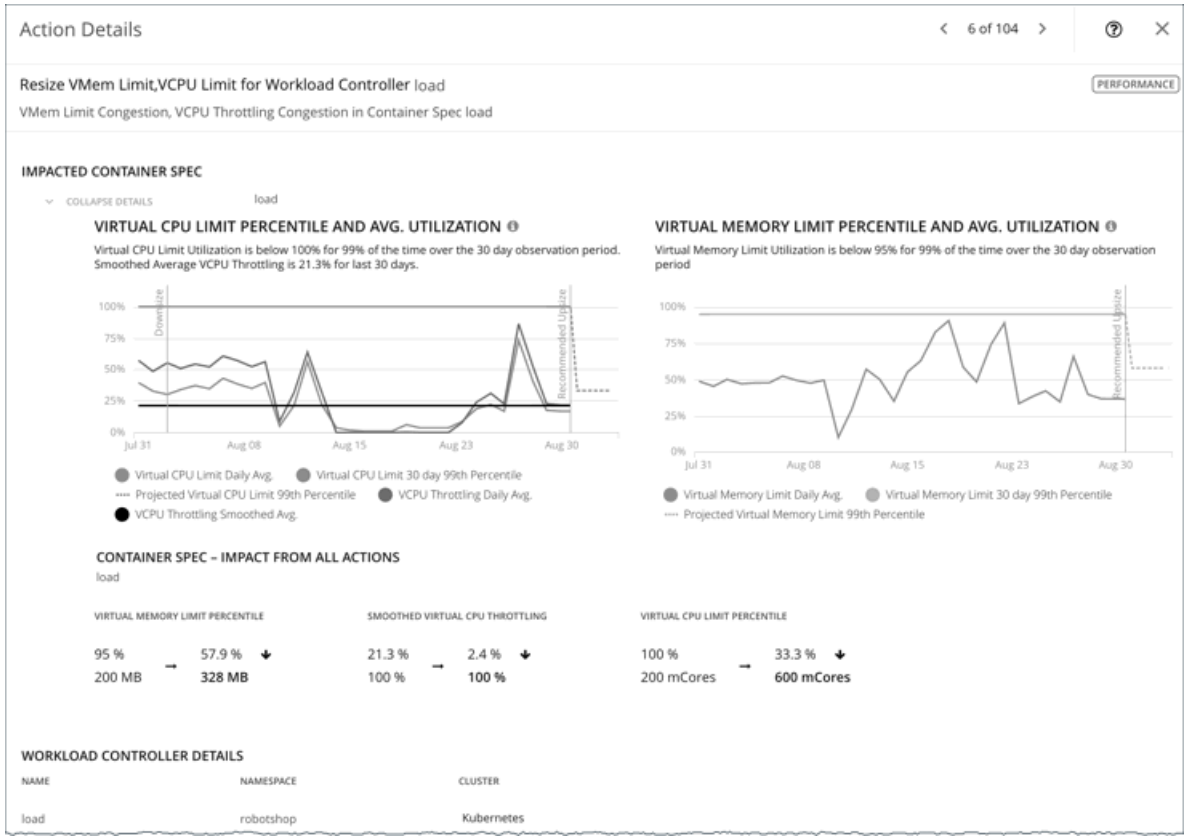 Action Details
6 of 104
Resize VMem Limit,VCPU Limit for Workload Controller load
PERFORMANCE
VMem Limit Congestion, VCPU Throttling Congestion in Container Spec load
IMPACTED CONTAINER SPEC
COLLAPSE DETAILS
load
VIRTUAL CPU LIMIT PERCENTILE AND AVG. UTILIZATION
Virtual CPU Limit Utilization is below 100% for 99% of the time over the 30 day observation period.
Smoothed Average VCPU Throttling is 21.3% for last 30 days.
100%
75%
50%
25%
0%
Downsize
Recommended Upsize
Jul 31
Aug 08
Aug 15
Aug 23
Aug 30
Virtual CPU Limit Daily Avg.
Virtual CPU Limit 30 day 99th Percentile
Projected Virtual CPU Limit 99th Percentile
VCPU Throttling Daily Avg.
VCPU Throttling Smoothed Avg.
VIRTUAL MEMORY LIMIT PERCENTILE AND AVG. UTILIZATION
Virtual Memory Limit Utilization is below 95% for 99% of the time over the 30 day observation
period
100%
75%
50%
25%
0%
Recommended Upsize
Jul 31
Aug 08
Aug 15
Aug 23
Aug 30
Virtual Memory Limit Daily Avg.
Virtual Memory Limit 30 day 99th Percentile
Projected Virtual Memory Limit 99th Percentile
CONTAINER SPEC – IMPACT FROM ALL ACTIONS
load
VIRTUAL MEMORY LIMIT PERCENTILE
95 % → 57.9 %
200 MB 328 MB
SMOOTHED VIRTUAL CPU THROTTLING
21.3 % → 2.4 %
100 % 100 %
VIRTUAL CPU LIMIT PERCENTILE
100 % → 33.3 %
200 mCores 600 mCores
WORKLOAD CONTROLLER DETAILS
NAME NAMESPACE CLUSTER
load robotshop Kubernetes